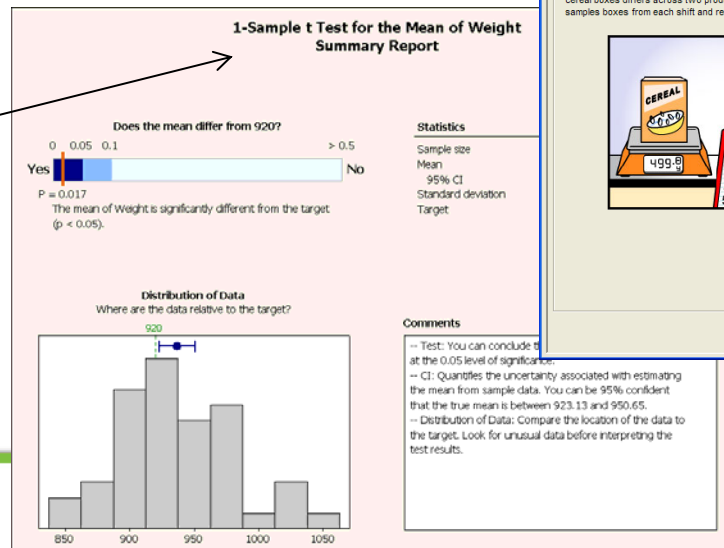 cereal boxes differs across two
samples boxes from each shift and
CEREAL
499.8
g
1-Sample t Test for the Mean of Weight
Summary Report
Does the mean differ from 920?
0 0.05 0.1 > 0.5
Yes No
P = 0.017
The mean of Weight is significantly different from the target
(p < 0.05).
Statistics
Sample size
Mean
95% CI
Standard deviation
Target
Distribution of Data
Where are the data relative to the target?
920
850 900 950 1000 1050
Comments
-- Test: You can conclude
at the 0.05 level of significance.
-- CI: Quantifies the uncertainty associated with estimating
the mean from sample data. You can be 95% confident
that the true mean is between 923.13 and 950.65.
-- Distribution of Data: Compare the location of the data to
the target. Look for unusual data before interpreting the
test results.